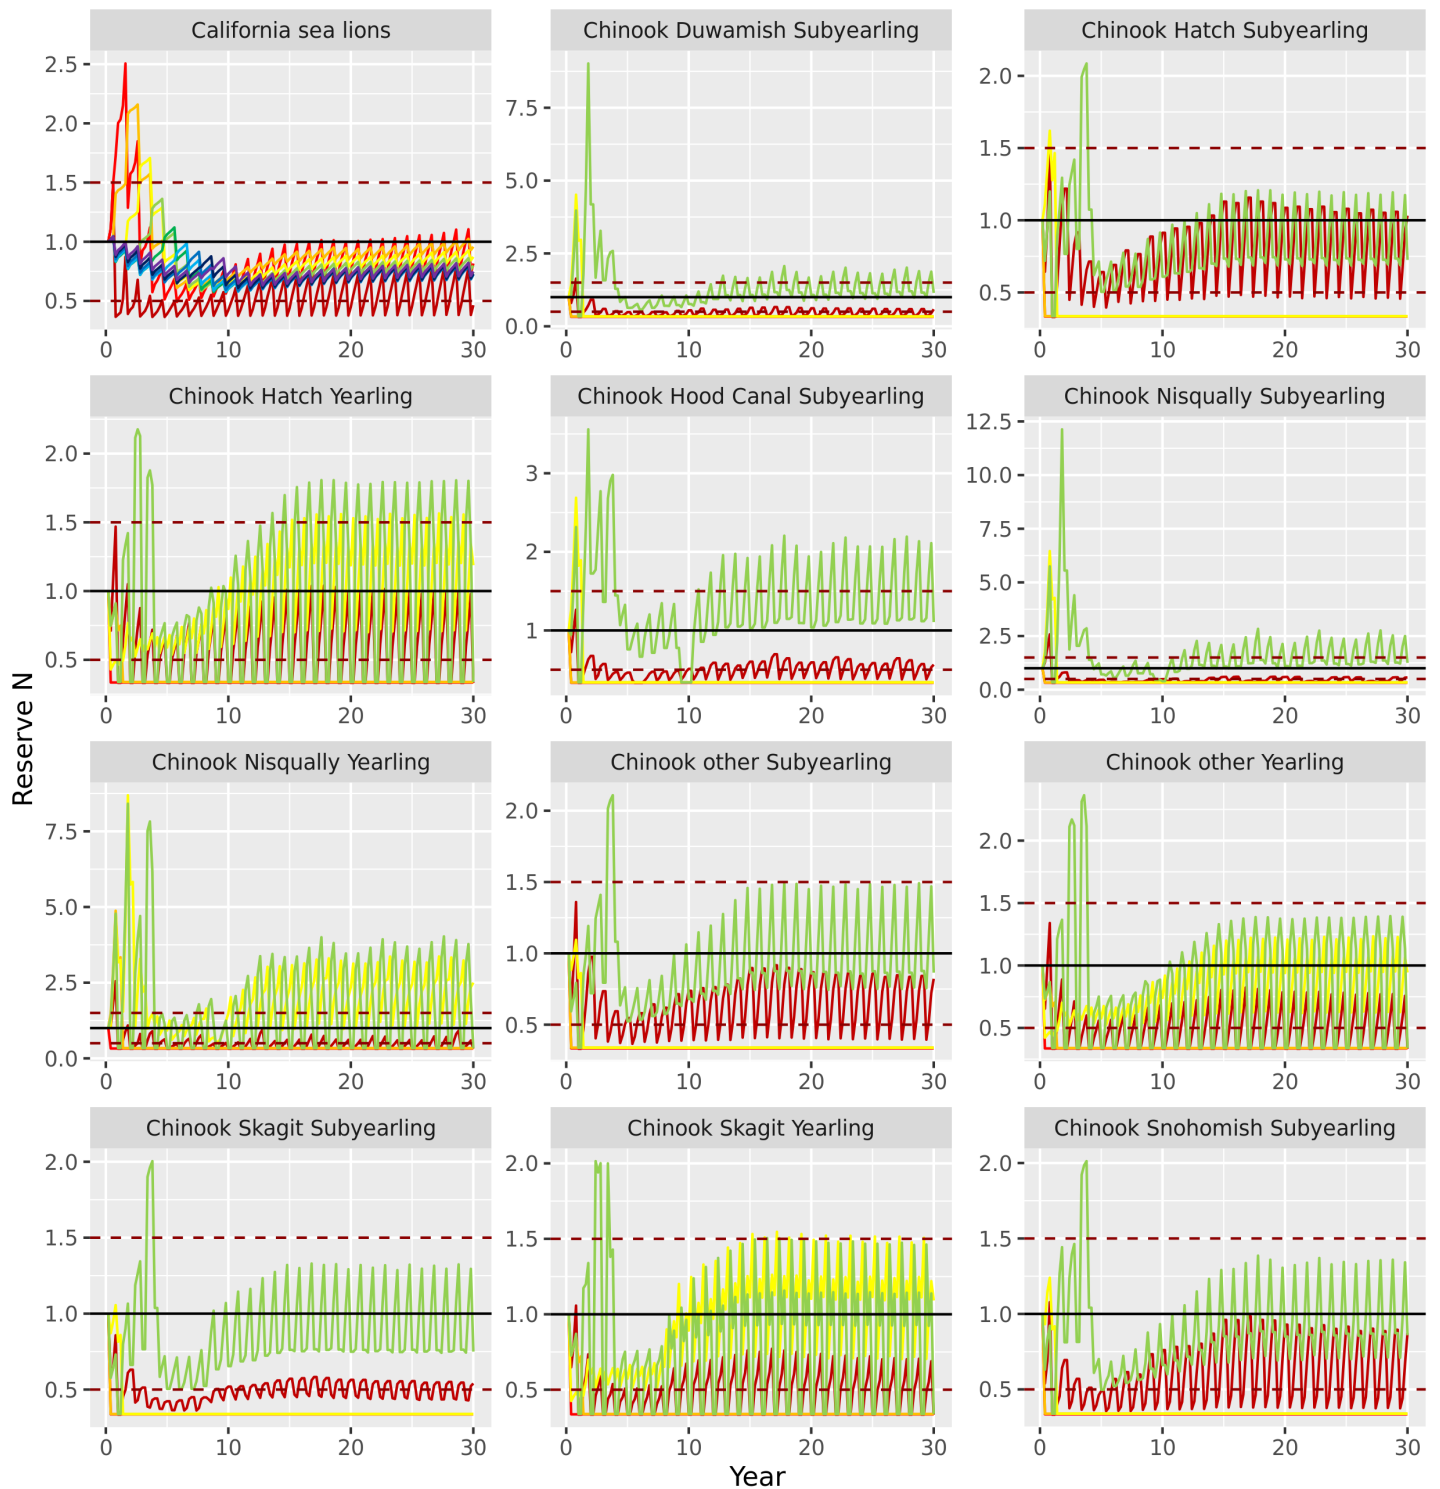 California sea lions
Chinook Duwamish Subyearling
Chinook Hatch Subyearling
2.5
2.0
1.5
1.0
0.5
0 10 20 30
7.5
5.0
2.5
0.0
0 10 20 30
2.0
1.5
1.0
0.5
0 10 20 30
Chinook Hatch Yearling
Chinook Hood Canal Subyearling
Chinook Nisqually Subyearling
2.0
1.5
1.0
0.5
0 10 20 30
3
2
1
0 10 20 30
12.5
10.0
7.5
5.0
2.5
0.0
0 10 20 30
Reserve N
Chinook Nisqually Yearling
Chinook other Subyearling
Chinook other Yearling
7.5
5.0
2.5
0.0
0 10 20 30
2.0
1.5
1.0
0.5
0 10 20 30
2.0
1.5
1.0
0.5
0 10 20 30
Chinook Skagit Subyearling
Chinook Skagit Yearling
Chinook Snohomish Subyearling
2.0
1.5
1.0
0.5
0 10 20 30
2.0
1.5
1.0
0.5
0 10 20 30
2.0
1.5
1.0
0.5
0 10 20 30
Year